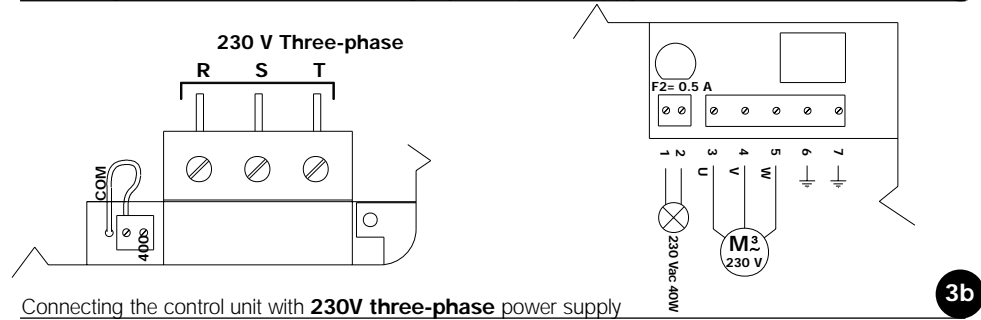 230 V Three-phase
R S T
COM
400
F2= 0.5 A
1 2 3 4 5 6 7
U V W
M3~
230 V
230 Vac 40W
Connecting the control unit with 230V three-phase power supply
3b